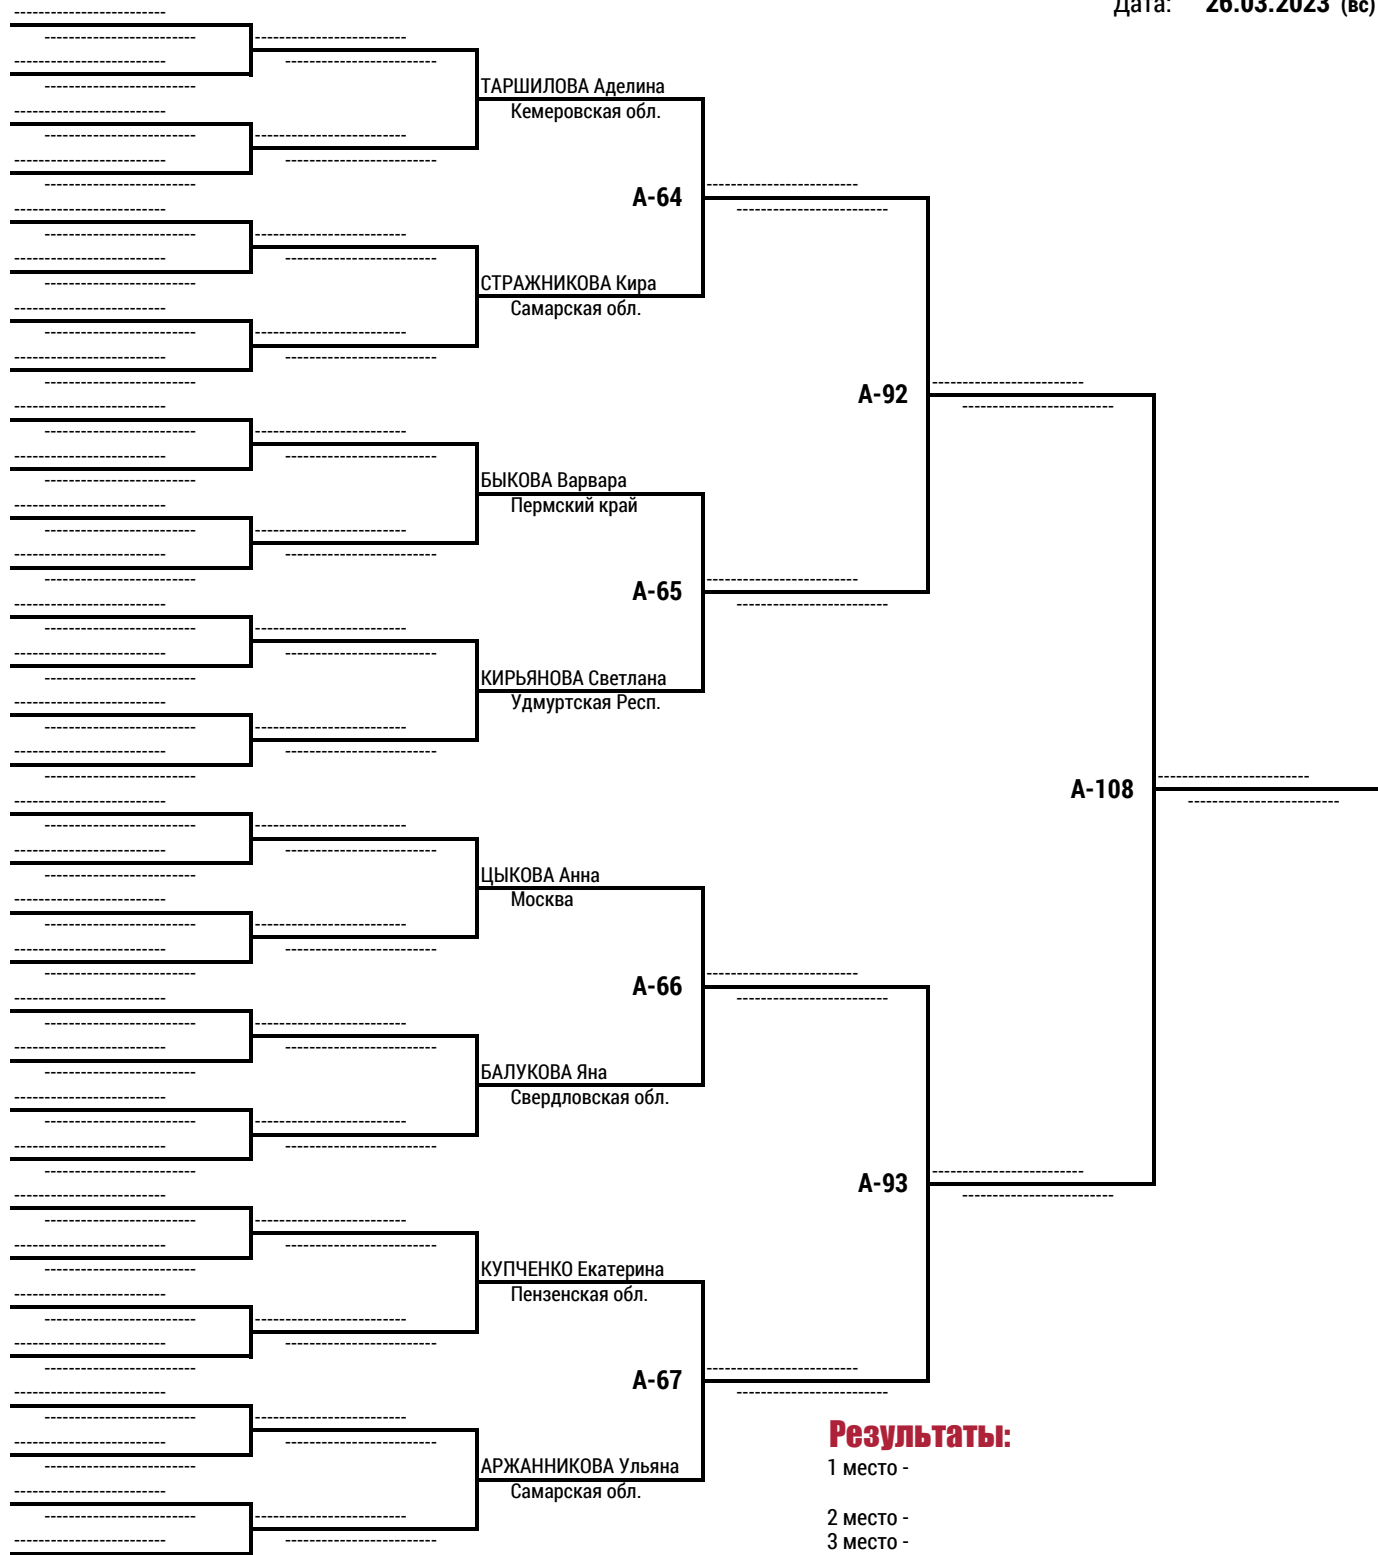 Дата: 26.03.2023 (вс)
ТАРШИЛОВА Аделина
Кемеровская обл.
А-64
СТРАЖНИКОВА Кира
Самарская обл.
А-92
БЫКОВА Варвара
Пермский край
А-65
КИРЬЯНОВА Светлана
Удмуртская Респ.
А-108
ЦЫКОВА Анна
Москва
А-66
БАЛУКОВА Яна
Свердловская обл.
А-93
КУПЧЕНКО Екатерина
Пензенская обл.
А-67
АРЖАННИКОВА Ульяна
Самарская обл.
Результаты:
1 место -
2 место -
3 место -